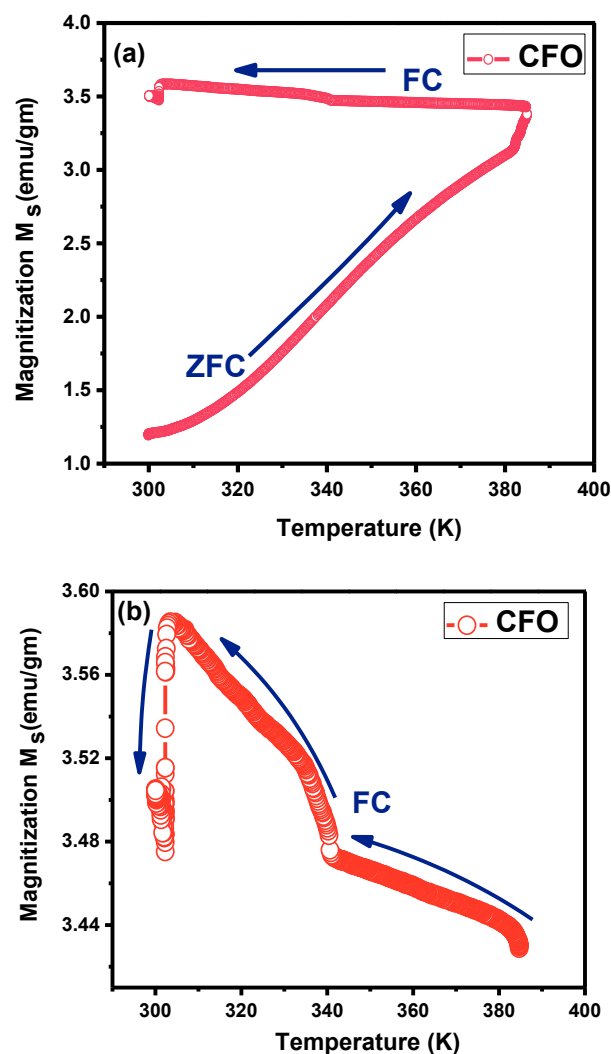 (a)
CFO
FC
ZFC
Magnitization M s(emu/gm)
4.0
3.5
3.0
2.5
2.0
1.5
1.0
300 320 340 360 380 400
Temperature (K)
(b)
CFO
FC
Magnitization M s(emu/gm)
3.60
3.56
3.52
3.48
3.44
300 320 340 360 380 400
Temperature (K)